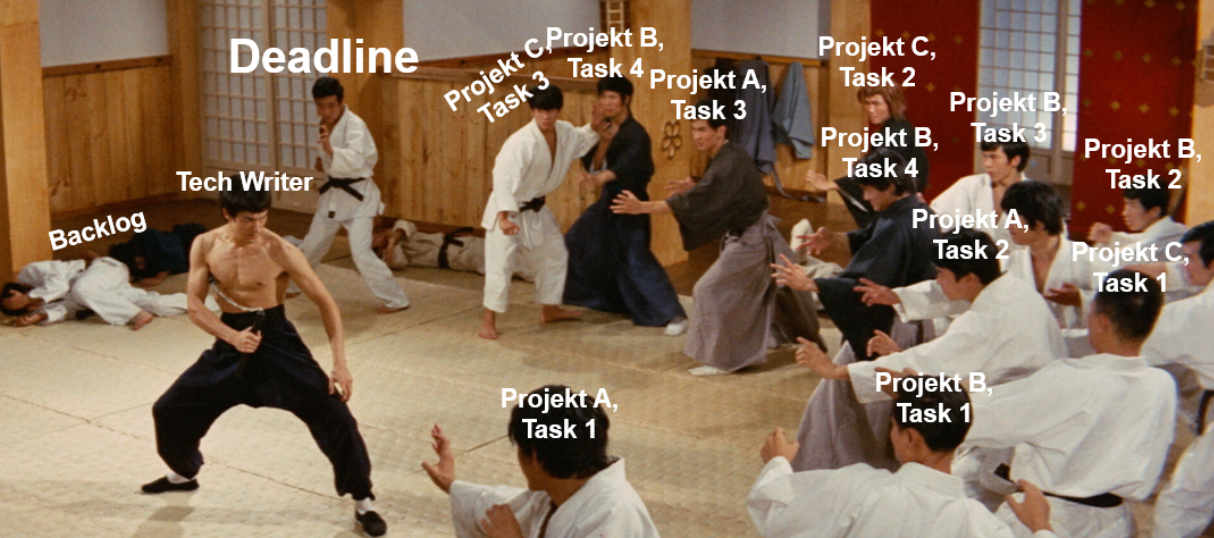 Deadline
Projekt C,
Task 3
Projekt B,
Task 4
Projekt A,
Task 3
Projekt C,
Task 2
Projekt B,
Task 3
Projekt B,
Task 4
Projekt B,
Task 2
Tech Writer
Backlog
Projekt A,
Task 2
Projekt C,
Task 1
Projekt A,
Task 1
Projekt B,
Task 1